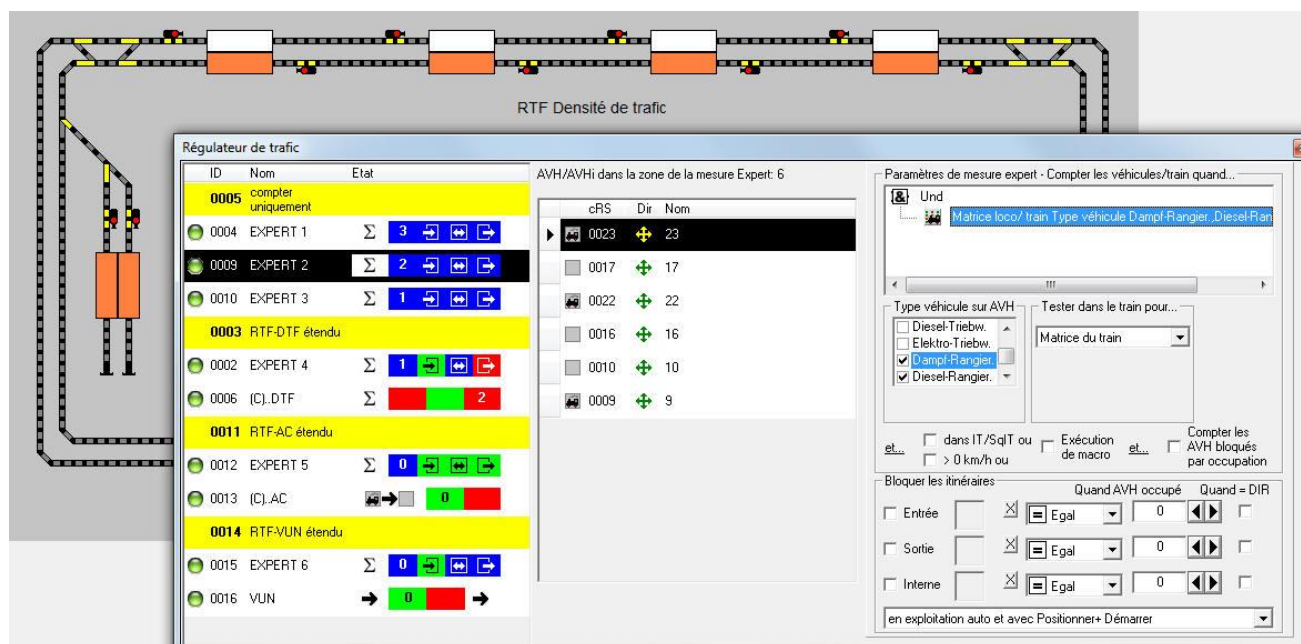 RTF Densité de trafic
Régulateur de trafic
ID Nom Etat
0005 compter
uniquement
0004 EXPERT 1 Σ 3
0009 EXPERT 2 Σ 2
0010 EXPERT 3 Σ 1
0003 RTF-DTF étendu
0002 EXPERT 4 Σ 1
0006 (C)..DTF Σ 2
0011 RTF-AC étendu
0012 EXPERT 5 Σ 0
0013 (C)..AC 0
0014 RTF-VUN étendu
0015 EXPERT 6 Σ 0
0016 VUN 0
AVH/AVHi dans la zone de la mesure Expert: 6
cRS Dir Nom
0023 23
0017 17
0022 22
0016 16
0010 10
0009 9
Paramètres de mesure expert - Compter les véhicules/train quand...
& Und
Matrice loco/ train Type véhicule Dampf-Rangier.,Diesel-Ran
Type véhicule sur AVH
Diesel-Triebw.
Elektro-Triebw.
Dampf-Rangier.
Diesel-Rangier.
Tester dans le train pour...
Matrice du train
et... dans IT/SqIT ou
> 0 km/h ou
Exécution
de macro
et...
Compter les
AVH bloqués
par occupation
Bloquer les itinéraires
Quand AVH occupé Quand = DIR
Entrée X = Egal 0
Sortie X = Egal 0
Interne X = Egal 0
en exploitation auto et avec Positionner+ Démarrer